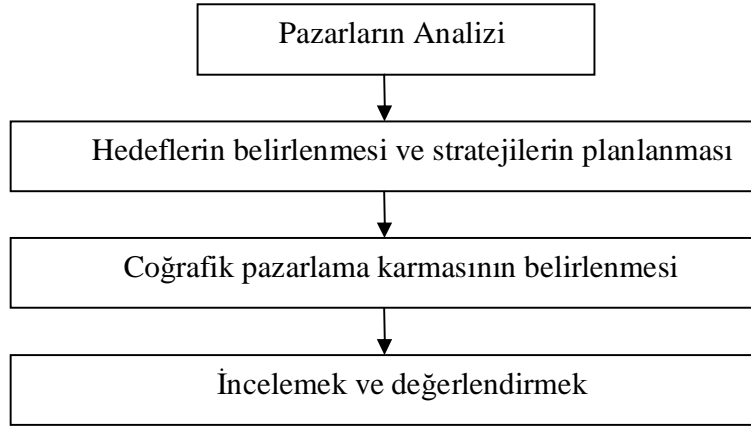 Pazarların Analizi
Hedeflerin belirlenmesi ve stratejilerin planlanması
Coğrafik pazarlama karmasının belirlenmesi
İncelemek ve değerlendirmek